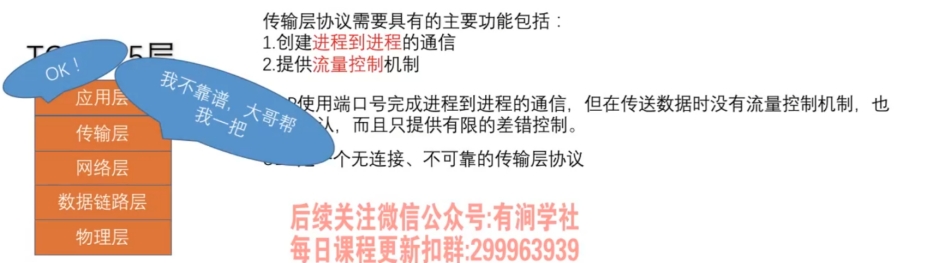 传输层协议需要具有的主要功能包括：
1.创建进程到进程的通信
2.提供流量控制机制
5层
OK！
我不靠谱，大哥帮
我一把
应用层
传输层
网络层
数据链路层
物理层
使用端口号完成进程到进程的通信，但在传送数据时没有流量控制机制，也
认，而且只提供有限的差错控制。
一个无连接、不可靠的传输层协议
后续关注微信公众号:有涧学社
每日课程更新扣群:299963939